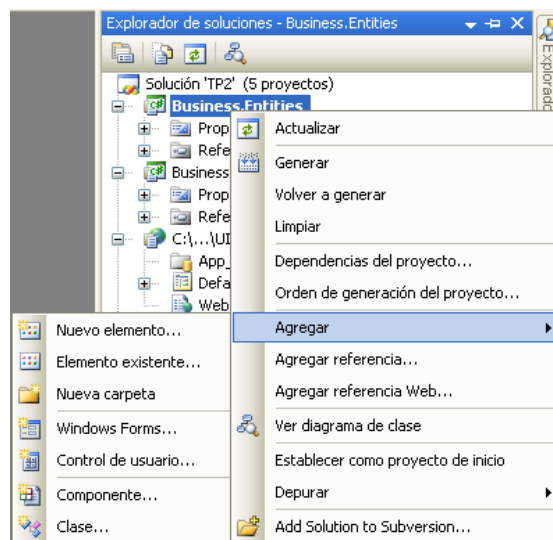 Explorador de soluciones - Business.Entities
Solución 'TP2' (5 proyectos)
Business.Entities
Prop
Refe
Business
Prop
Refe
C:\...\UI
App_
Defa
Web
Actualizar
Generar
Volver a generar
Limpiar
Dependencias del proyecto...
Orden de generación del proyecto...
Agregar
Agregar referencia...
Agregar referencia Web...
Ver diagrama de clase
Establecer como proyecto de inicio
Depurar
Add Solution to Subversion...
Nuevo elemento...
Elemento existente...
Nueva carpeta
Windows Forms...
Control de usuario...
Componente...
Clase...
Explorado